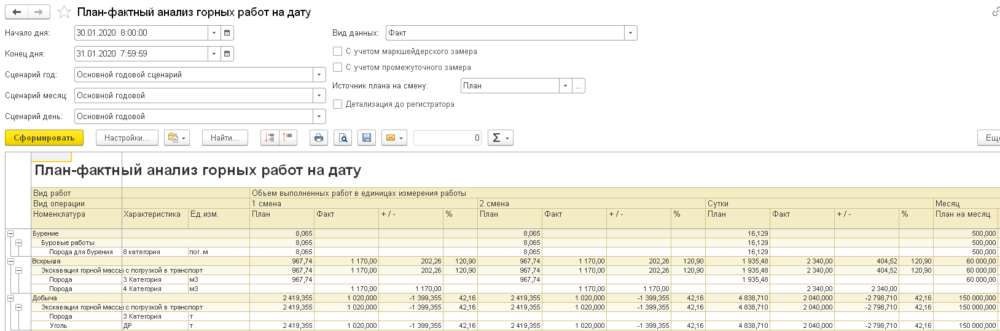 План-фактный анализ горных работ на дату
Начало дня: 30.01.2020 8:00:00 Вид данных: Факт
С учетом маркшейдерского замера
Конец дня: 31.01.2020 7:59:59
С учетом промежуточного замера
Сценарий год: Основной годовой сценарий
Источник плана на смену: План ...
Сценарий месяц: Основной годовой
Детализация до регистратора
Сценарий день: Основной годовой
Сформировать Настройки... Найти... 0 Σ Ещё
План-фактный анализ горных работ на дату
Вид работ Объем выполненных работ в единицах измерения работы
Вид операции 1 смена 2 смена Сутки Месяц
Номенклатура Характеристика Ед.изм. План Факт + / - % План Факт + / - % План Факт + / - % План на месяц
Бурение 8,065 8,065 16,129 500,000
Буровые работы 8,065 8,065 16,129 500,000
Порода для бурения 8 категория пог. м 8,065 8,065 16,129 500,000
Вскрыша 967,74 1 170,00 202,26 120,90 967,74 1 170,00 202,26 120,90 1 935,48 2 340,00 404,52 120,90 60 000,00
Экскавация горной массы с погрузкой в транспорт 967,74 1 170,00 202,26 120,90 967,74 1 170,00 202,26 120,90 1 935,48 2 340,00 404,52 120,90 60 000,00
Порода 3 Категория м3 967,74 967,74 1 935,48 60 000,00
Порода 4 Категория м3 1 170,00 1 170,00 1 170,00 1 170,00 2 340,00 2 340,00
Добыча 2 419,355 1 020,000 -1 399,355 42,16 2 419,355 1 020,000 -1 399,355 42,16 4 838,710 2 040,000 -2 798,710 42,16 150 000,000
Экскавация горной массы с погрузкой в транспорт 2 419,355 1 020,000 -1 399,355 42,16 2 419,355 1 020,000 -1 399,355 42,16 4 838,710 2 040,000 -2 798,710 42,16 150 000,000
Порода 3 Категория т
Уголь ДР т 2 419,355 1 020,000 -1 399,355 42,16 2 419,355 1 020,000 -1 399,355 42,16 4 838,710 2 040,000 -2 798,710 42,16 150 000,000